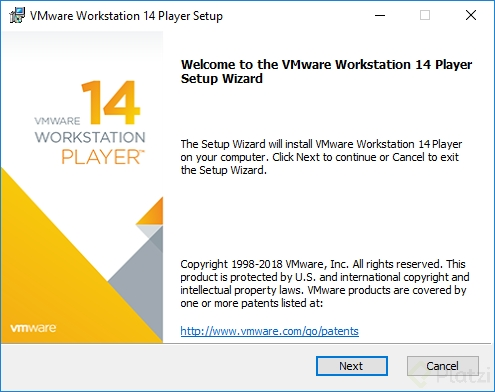 VMware Workstation 14 Player Setup
VMWARE 14
WORKSTATION
PLAYER™
Welcome to the VMware Workstation 14 Player
Setup Wizard
The Setup Wizard will install VMware Workstation 14 Player
on your computer. Click Next to continue or Cancel to exit
the Setup Wizard.
Copyright 1998-2018 VMware, Inc. All rights reserved. This
product is protected by U.S. and international copyright and
intellectual property laws. VMware products are covered by
one or more patents listed at:
http://www.vmware.com/go/patents
vmware
Next Cancel
Platzi